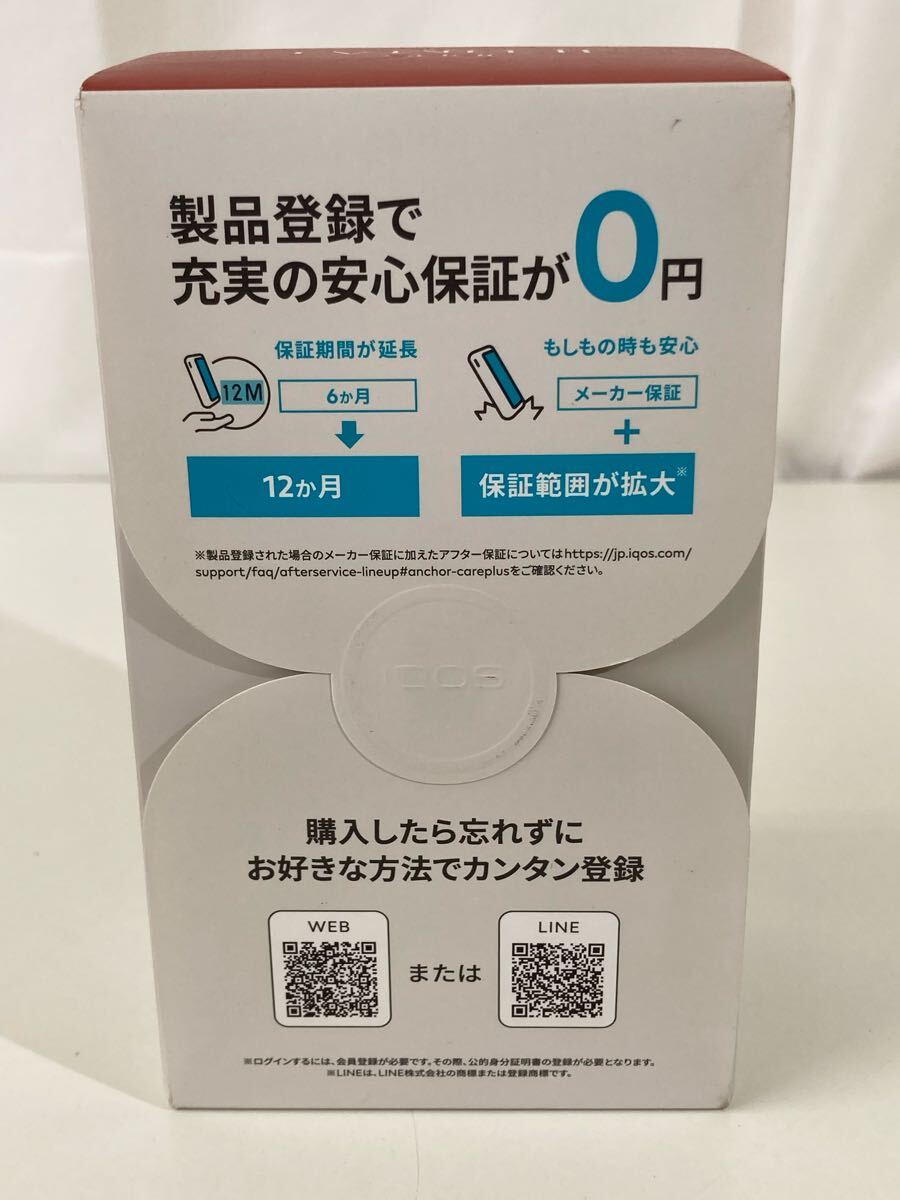 製品登録で
充実の安心保証が0円
保証期間が延長
12M
6か月
12か月
もしもの時も安心
メーカー保証
+
保証範囲が拡大※
※製品登録された場合のメーカー保証に加えたアフター保証についてはhttps://jp.iqos.com/
support/faq/afterservice-lineup#anchor-careplusをご確認ください。
IQOS
購入したら忘れずに
お好きな方法でカンタン登録
WEB
または
LINE
※ログインするには、会員登録が必要です。その際、公的身分証明書の登録が必要となります。
※LINEは、LINE株式会社の商標または登録商標です。